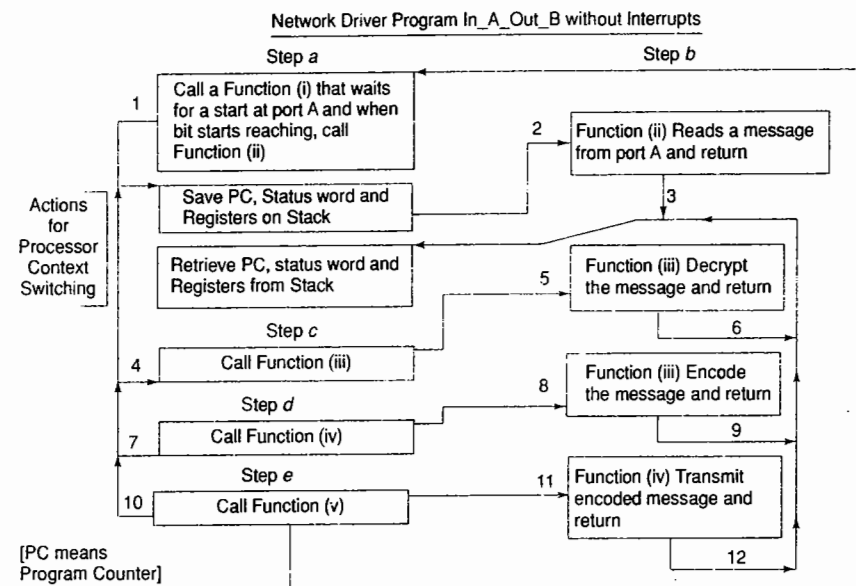 Network Driver Program In_A_Out_B without Interrupts
Step a
Step b
1
Call a Function (i) that waits
for a start at port A and when
bit starts reaching, call
Function (ii)
2
Function (ii) Reads a message
from port A and return
3
Actions
for
Processor
Context
Switching
Save PC, Status word and
Registers on Stack
Retrieve PC, status word and
Registers from Stack
5
Function (iii) Decrypt
the message and return
6
Step c
4
Call Function (iii)
8
Function (iii) Encode
the message and return
9
Step d
7
Call Function (iv)
Step e
10
Call Function (v)
11
Function (iv) Transmit
encoded message and
return
12
[PC means
Program Counter]